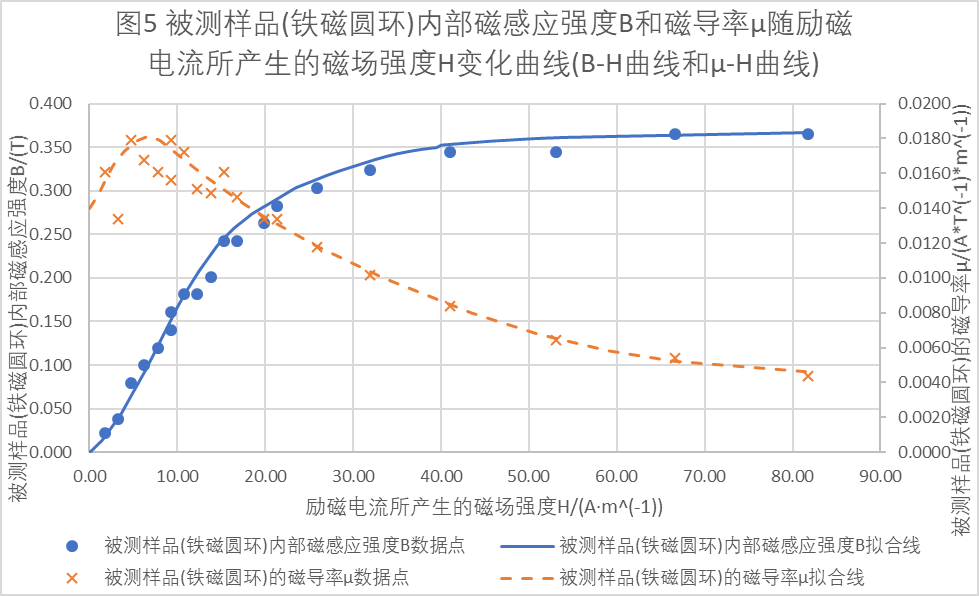 图5 被测样品(铁磁圆环)内部磁感应强度B和磁导率μ随励磁
电流所产生的磁场强度H变化曲线(B-H曲线和μ-H曲线)
被测样品(铁磁圆环)内部磁感应强度B/(T)
0.400
0.350
0.300
0.250
0.200
0.150
0.100
0.050
0.000
0.0200
0.0180
0.0160
0.0140
0.0120
0.0100
0.0080
0.0060
0.0040
0.0020
0.0000
被测样品(铁磁圆环)的磁导率μ/(A*T^(-1)*m^(-1))
0.00 10.00 20.00 30.00 40.00 50.00 60.00 70.00 80.00 90.00
励磁电流所产生的磁场强度H/(A·m^(-1))
被测样品(铁磁圆环)内部磁感应强度B数据点 被测样品(铁磁圆环)内部磁感应强度B拟合线
被测样品(铁磁圆环)的磁导率μ数据点 被测样品(铁磁圆环)的磁导率μ拟合线